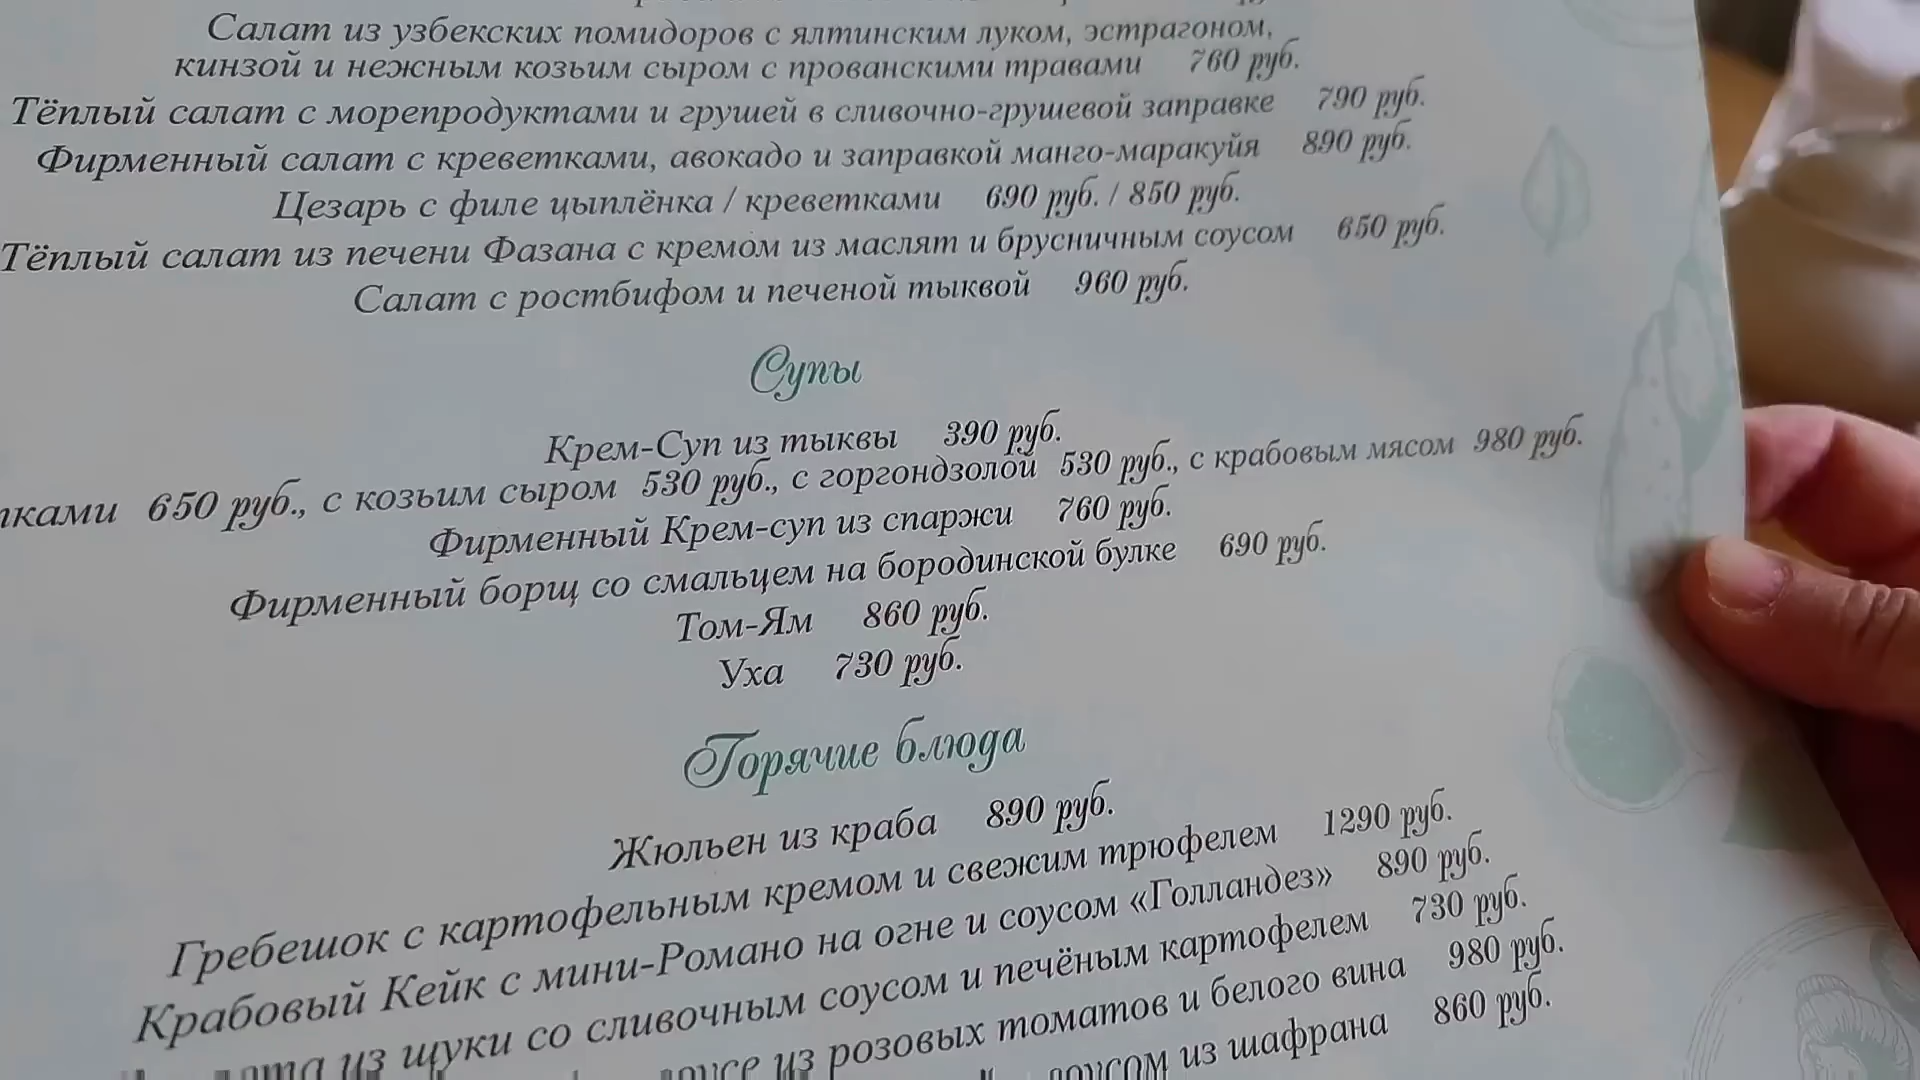 Салат из узбекских помидоров с ялтинским луком, эстрагоном,
кинзой и нежным козьим сыром с прованскими травами 760 руб.
Тёплый салат с морепродуктами и грушей в сливочно-грушевой заправке 790 руб.
Фирменный салат с креветками, авокадо и заправкой манго-маракуйя 890 руб.
Цезарь с филе цыплёнка / креветками 690 руб. / 850 руб.
Тёплый салат из печени Фазана с кремом из маслят и брусничным соусом 650 руб.
Салат с ростбифом и печеной тыквой 960 руб.
Супы
Крем-Суп из тыквы 390 руб.
тками 650 руб., с козьим сыром 530 руб., с горгондзолой 530 руб., с крабовым мясом 980 руб.
Фирменный Крем-суп из спаржи 760 руб.
Фирменный борщ со смальцем на бородинской булке 690 руб.
Том-Ям 860 руб.
Уха 730 руб.
Горячие блюда
Жюльен из краба 890 руб.
Гребешок с картофельным кремом и свежим трюфелем 1290 руб.
Крабовый Кейк с мини-Романо на огне и соусом «Голландез» 890 руб.
из щуки со сливочным соусом и печёным картофелем 730 руб.
из розовых томатов и белого вина 980 руб.
соусом из шафрана 860 руб.